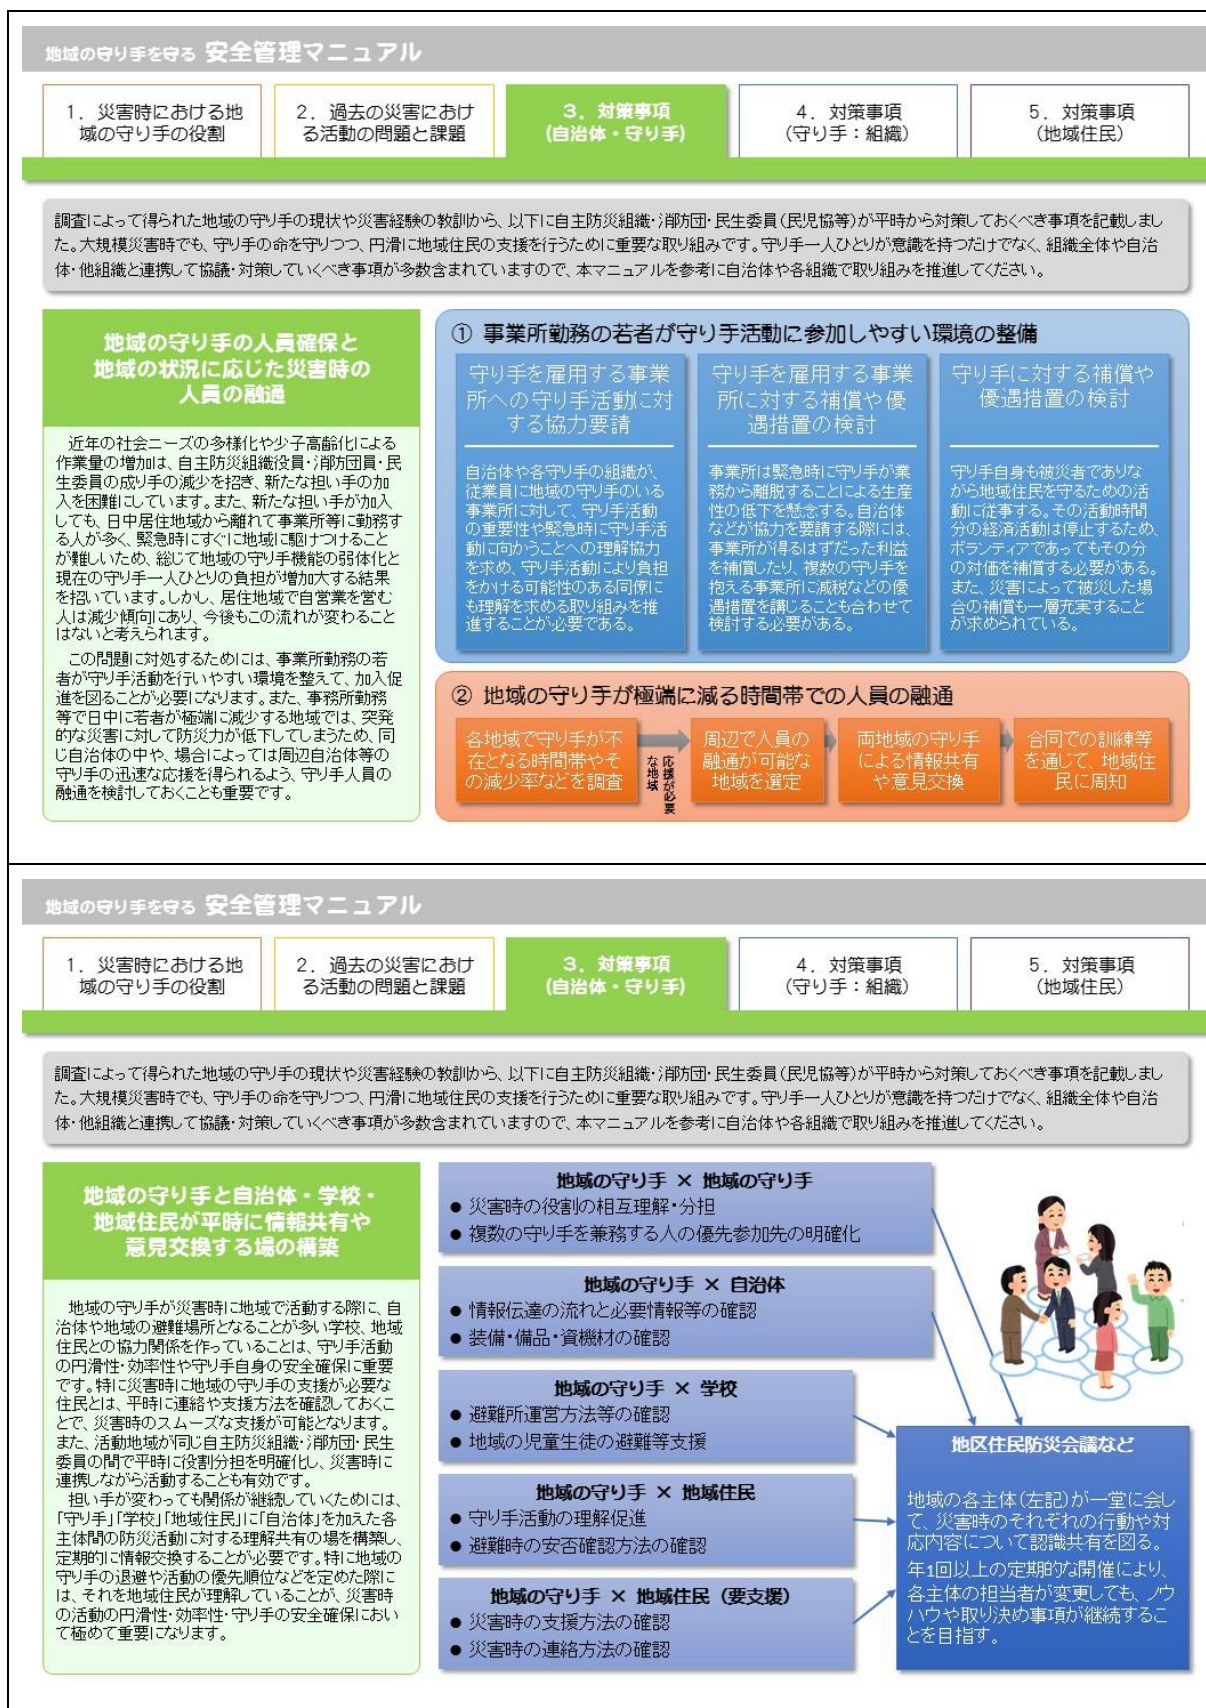 地域の守り手を守る 安全管理マニュアル
1．災害時における地
域の守り手の役割
2．過去の災害におけ
る活動の問題と課題
3．対策事項
(自治体・守り手)
4．対策事項
(守り手：組織)
5．対策事項
(地域住民)
調査によって得られた地域の守り手の現状や災害経験の教訓から、以下に自主防災組織・消防団・民生委員(民児協等)が平時から対策しておくべき事項を記載しまし
た。大規模災害時でも、守り手の命を守りつつ、円滑に地域住民の支援を行うために重要な取り組みです。守り手一人ひとりが意識を持つだけでなく、組織全体や自治
体・他組織と連携して協議・対策していくべき事項が多数含まれていますので、本マニュアルを参考に自治体や各組織で取り組みを推進してください。
地域の守り手の人員確保と
地域の状況に応じた災害時の
人員の融通
近年の社会ニーズの多様化や少子高齢化による
作業量の増加は、自主防災組織役員・消防団員・民
生委員の成り手の減少を招き、新たな担い手の加
入を困難にしています。また、新たな担い手が加入
しても、日中居住地域から離れて事業所等に勤務す
る人が多く、緊急時にすぐに地域に駆けつけること
が難しいため、総じて地域の守り手機能の弱体化と
現在の守り手一人ひとりの負担が増加大する結果
を招いています。しかし、居住地域で自営業を営む
人は減少傾向にあり、今後もこの流れが変わること
はないと考えられます。
この問題に対処するためには、事業所勤務の若
者が守り手活動を行いやすい環境を整えて、加入促
進を図ることが必要になります。また、事務所勤務
等で日中に若者が極端に減少する地域では、突発
的な災害に対して防災力が低下してしまうため、同
じ自治体の中や、場合によっては周辺自治体等の
守り手の迅速な応援を得られるよう、守り手人員の
融通を検討しておくことも重要です。
① 事業所勤務の若者が守り手活動に参加しやすい環境の整備
守り手を雇用する事業
所への守り手活動に対
する協力要請
自治体や各守り手の組織が、
従業員に地域の守り手のいる
事業所に対して、守り手活動
の重要性や緊急時に守り手活
動に向かうことへの理解協力
を求め、守り手活動により負担
をかける可能性のある同僚に
も理解を求める取り組みを推
進することが必要である。
守り手を雇用する事業
所に対する補償や優
遇措置の検討
事業所は緊急時に守り手が業
務から離脱することによる生産
性の低下を懸念する。自治体
などが協力を要請する際には、
事業所が得るはずだった利益
を補償したり、複数の守り手を
抱える事業所に減税などの優
遇措置を講じることも合わせて
検討する必要がある。
守り手に対する補償や
優遇措置の検討
守り手自身も被災者でありな
がら地域住民を守るための活
動に従事する。その活動時間
分の経済活動は停止するため、
ボランティアであってもその分
の対価を補償する必要がある。
また、災害によって被災した場
合の補償も一層充実すること
が求められている。
② 地域の守り手が極端に減る時間帯での人員の融通
各地域で守り手が不
在となる時間帯やそ
の減少率などを調査
応援が必要
な地域
周辺で人員の
融通が可能な
地域を選定
両地域の守り手
による情報共有
や意見交換
合同での訓練等
を通じて、地域住
民に周知
地域の守り手を守る 安全管理マニュアル
1．災害時における地
域の守り手の役割
2．過去の災害におけ
る活動の問題と課題
3．対策事項
(自治体・守り手)
4．対策事項
(守り手：組織)
5．対策事項
(地域住民)
調査によって得られた地域の守り手の現状や災害経験の教訓から、以下に自主防災組織・消防団・民生委員(民児協等)が平時から対策しておくべき事項を記載しまし
た。大規模災害時でも、守り手の命を守りつつ、円滑に地域住民の支援を行うために重要な取り組みです。守り手一人ひとりが意識を持つだけでなく、組織全体や自治
体・他組織と連携して協議・対策していくべき事項が多数含まれていますので、本マニュアルを参考に自治体や各組織で取り組みを推進してください。
地域の守り手と自治体・学校・
地域住民が平時に情報共有や
意見交換する場の構築
地域の守り手が災害時に地域で活動する際に、自
治体や地域の避難場所となることが多い学校、地域
住民との協力関係を作っていることは、守り手活動
の円滑性・効率性や守り手自身の安全確保に重要
です。特に災害時に地域の守り手の支援が必要な
住民とは、平時に連絡や支援方法を確認しておくこ
とで、災害時のスムーズな支援が可能となります。
また、活動地域が同じ自主防災組織・消防団・民生
委員の間で平時に役割分担を明確化し、災害時に
連携しながら活動することも有効です。
担い手が変わっても関係が継続していくためには、
「守り手」「学校」「地域住民」に「自治体」を加えた各
主体間の防災活動に対する理解共有の場を構築し、
定期的に情報交換することが必要です。特に地域の
守り手の退避や活動の優先順位などを定めた際に
は、それを地域住民が理解していることが、災害時
の活動の円滑性・効率性・守り手の安全確保におい
て極めて重要になります。
地域の守り手 × 地域の守り手
● 災害時の役割の相互理解・分担
● 複数の守り手を兼務する人の優先参加先の明確化
地域の守り手 × 自治体
● 情報伝達の流れと必要情報等の確認
● 装備・備品・資機材の確認
地域の守り手 × 学校
● 避難所運営方法等の確認
● 地域の児童生徒の避難等支援
地域の守り手 × 地域住民
● 守り手活動の理解促進
● 避難時の安否確認方法の確認
地域の守り手 × 地域住民（要支援）
● 災害時の支援方法の確認
● 災害時の連絡方法の確認
地区住民防災会議など
地域の各主体(左記)が一堂に会し
て、災害時のそれぞれの行動や対
応内容について認識共有を図る。
年1回以上の定期的な開催により、
各主体の担当者が変更しても、ノウ
ハウや取り決め事項が継続するこ
とを目指す。